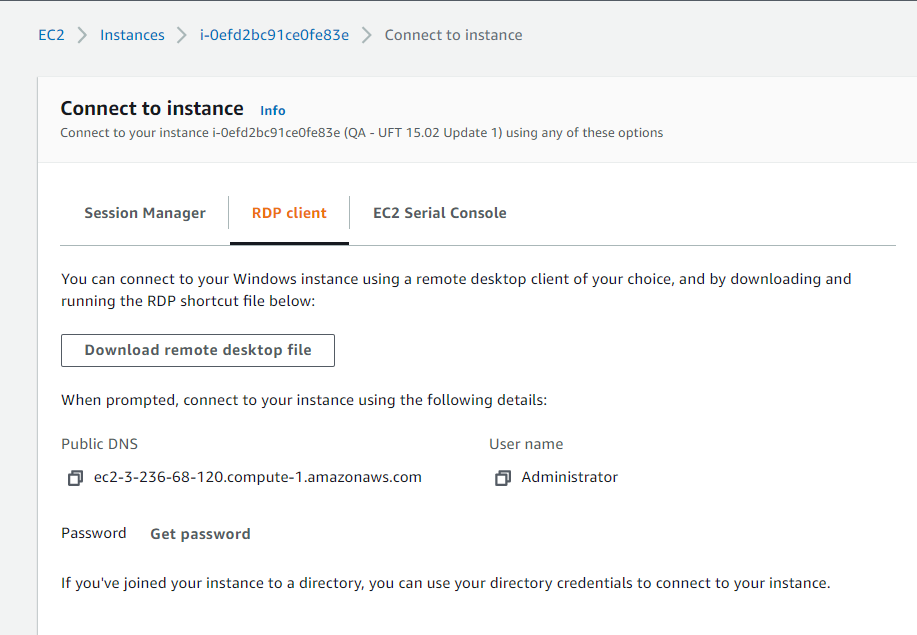 EC2 > Instances > i-0efd2bc91ce0fe83e > Connect to instance
Connect to instance Info
Connect to your instance i-0efd2bc91ce0fe83e (QA - UFT 15.02 Update 1) using any of these options
Session Manager RDP client EC2 Serial Console
You can connect to your Windows instance using a remote desktop client of your choice, and by downloading and
running the RDP shortcut file below:
Download remote desktop file
When prompted, connect to your instance using the following details:
Public DNS User name
ec2-3-236-68-120.compute-1.amazonaws.com Administrator
Password Get password
If you've joined your instance to a directory, you can use your directory credentials to connect to your instance.